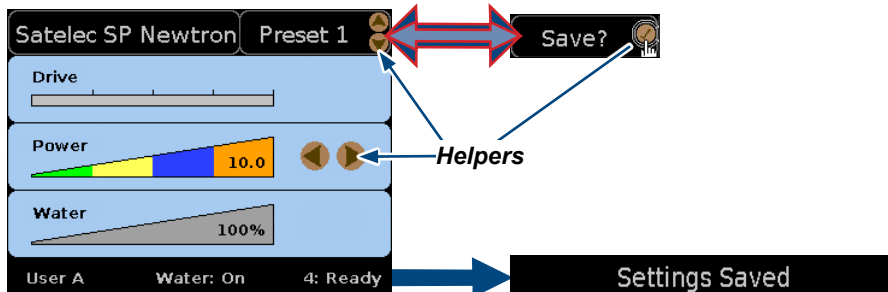 Satelec SP Newtron Preset 1
Save?
Drive
Power
10.0
Helpers
Water
100%
User A Water: On 4: Ready
Settings Saved